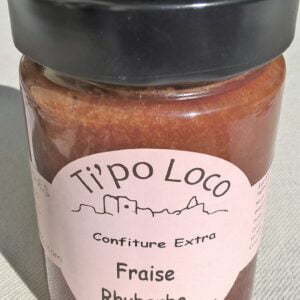 Ti'po Loco
Confiture Extra
Fraise
Rhubarbe